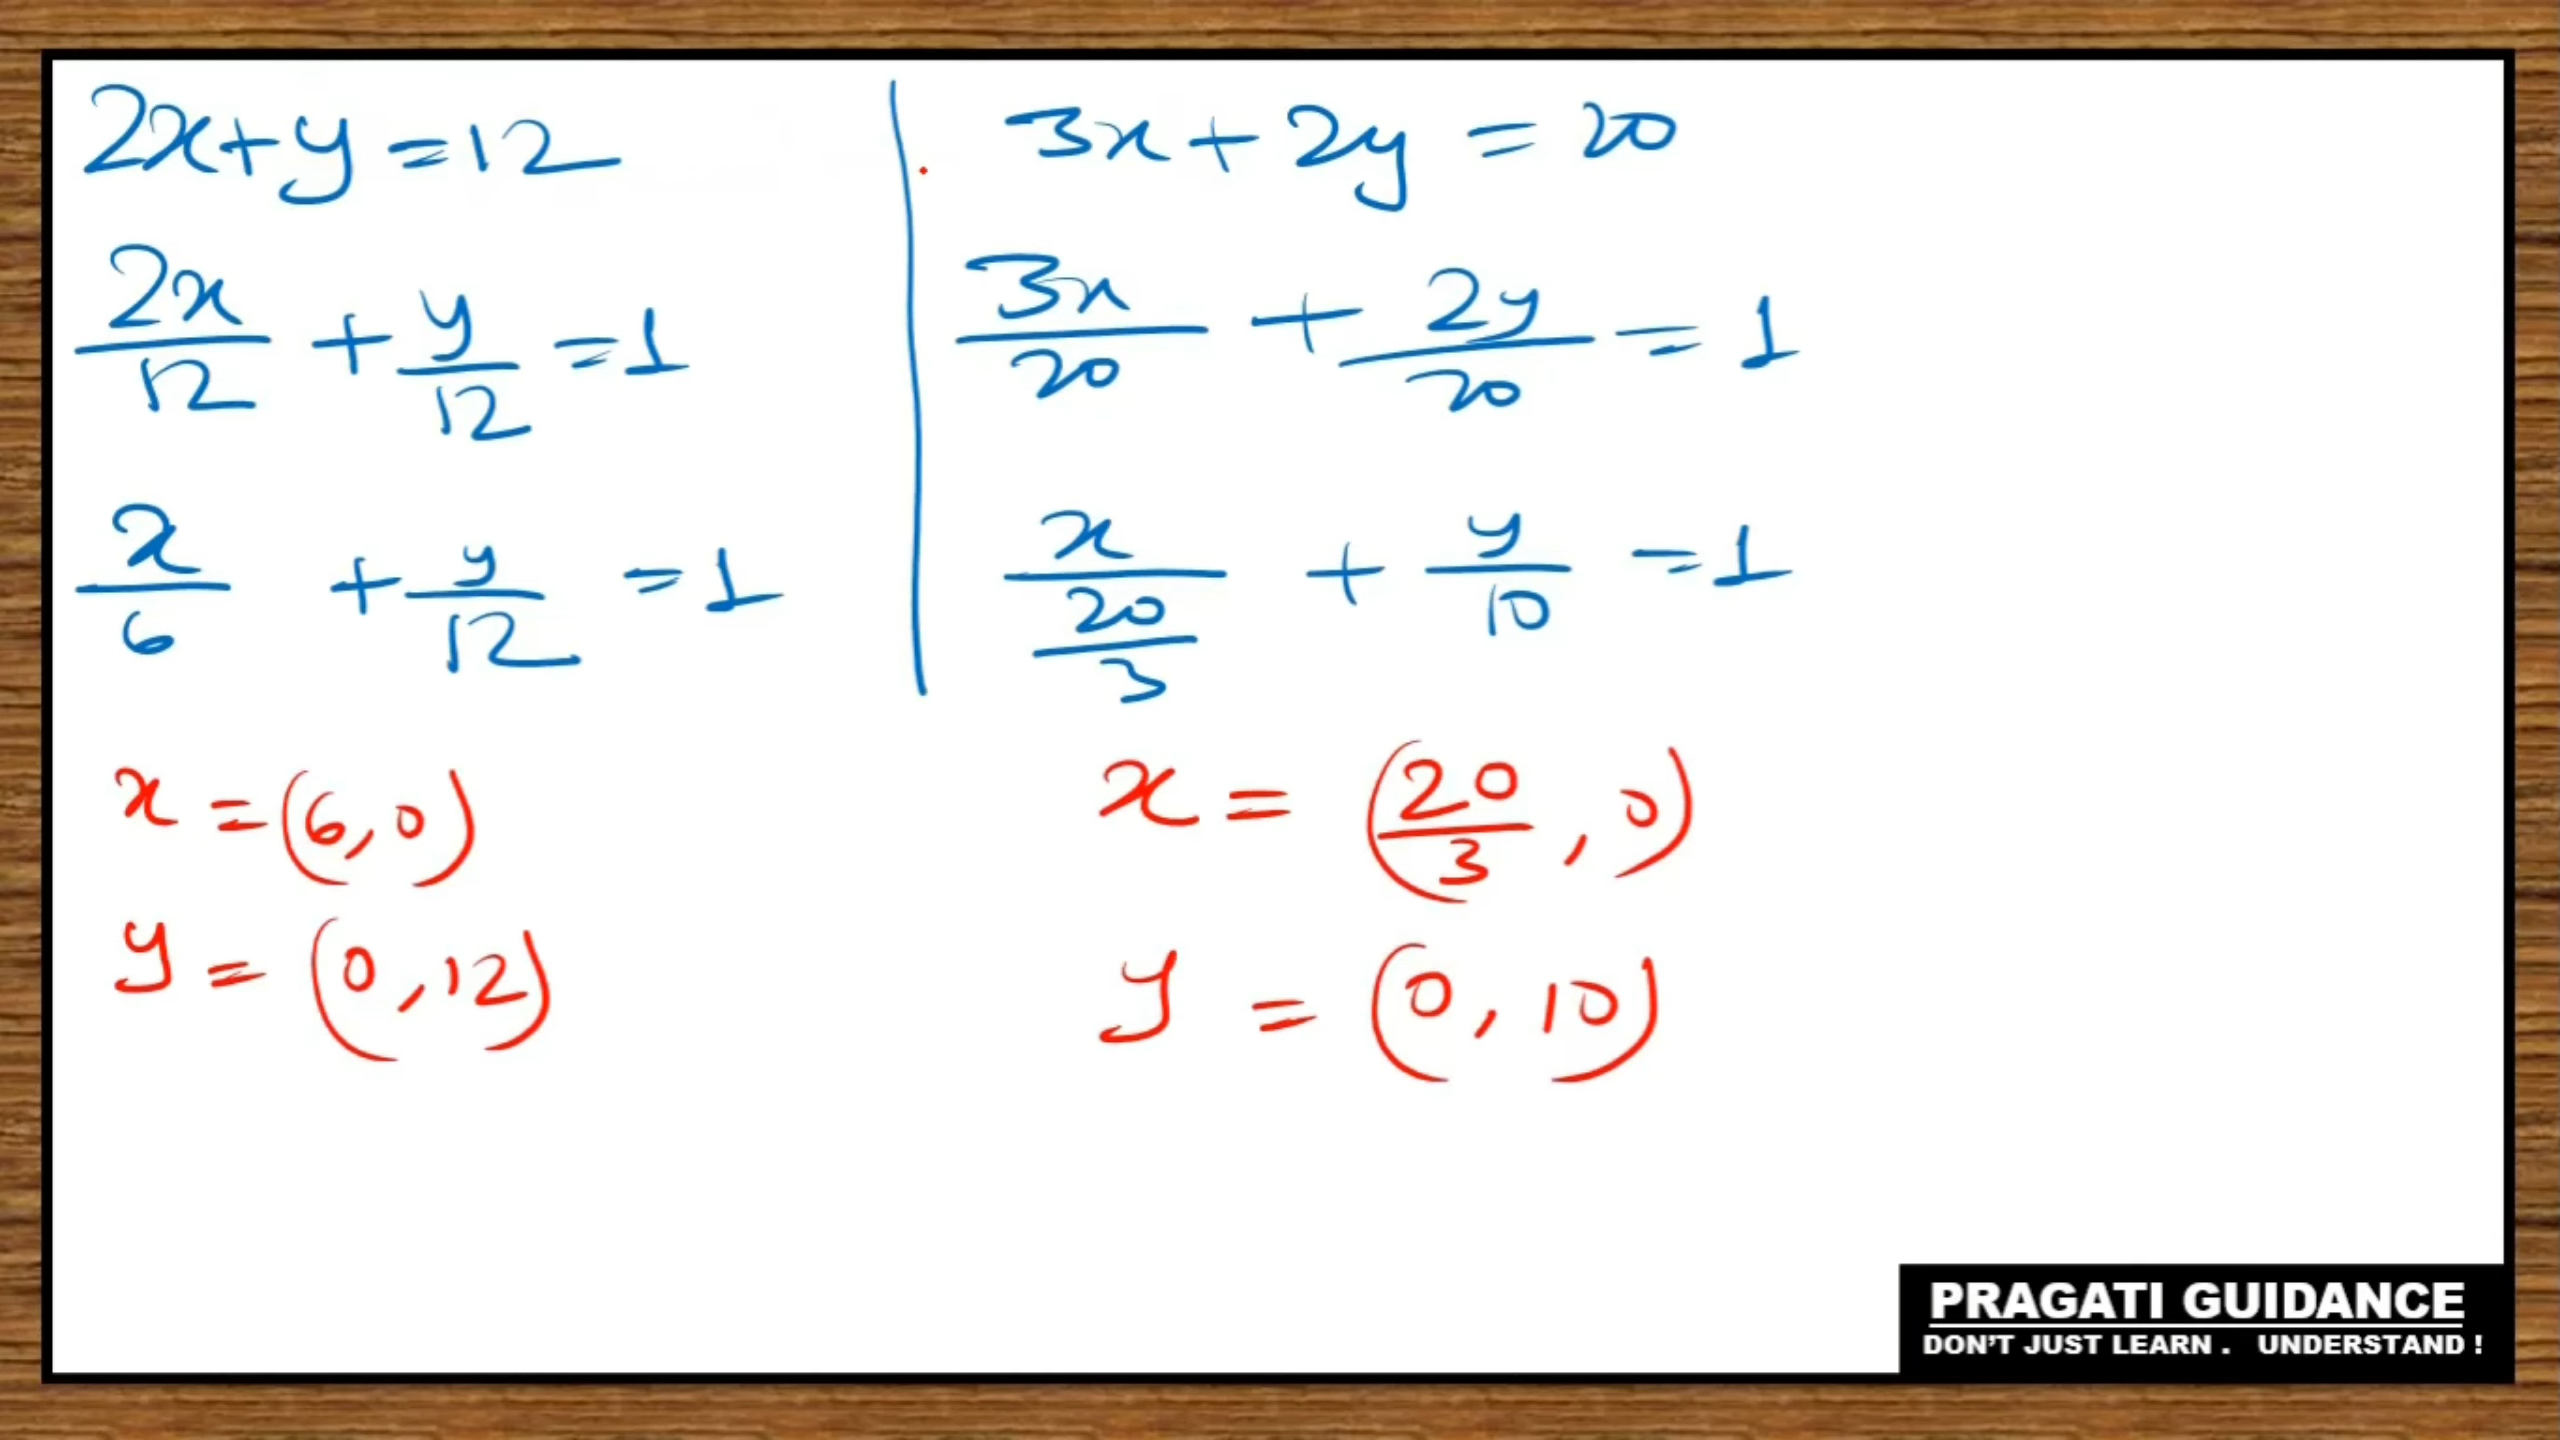 2x+y=12
2x/12 + y/12 =1
x/6 + y/12 =1
x = (6,0)
y = (0,12)
3x+2y = 20
3x/20 + 2y/20 = 1
x/(20/3) + y/10 =1
x = (20/3, 0)
y = (0, 10)
PRAGATI GUIDANCE
DON'T JUST LEARN . UNDERSTAND !